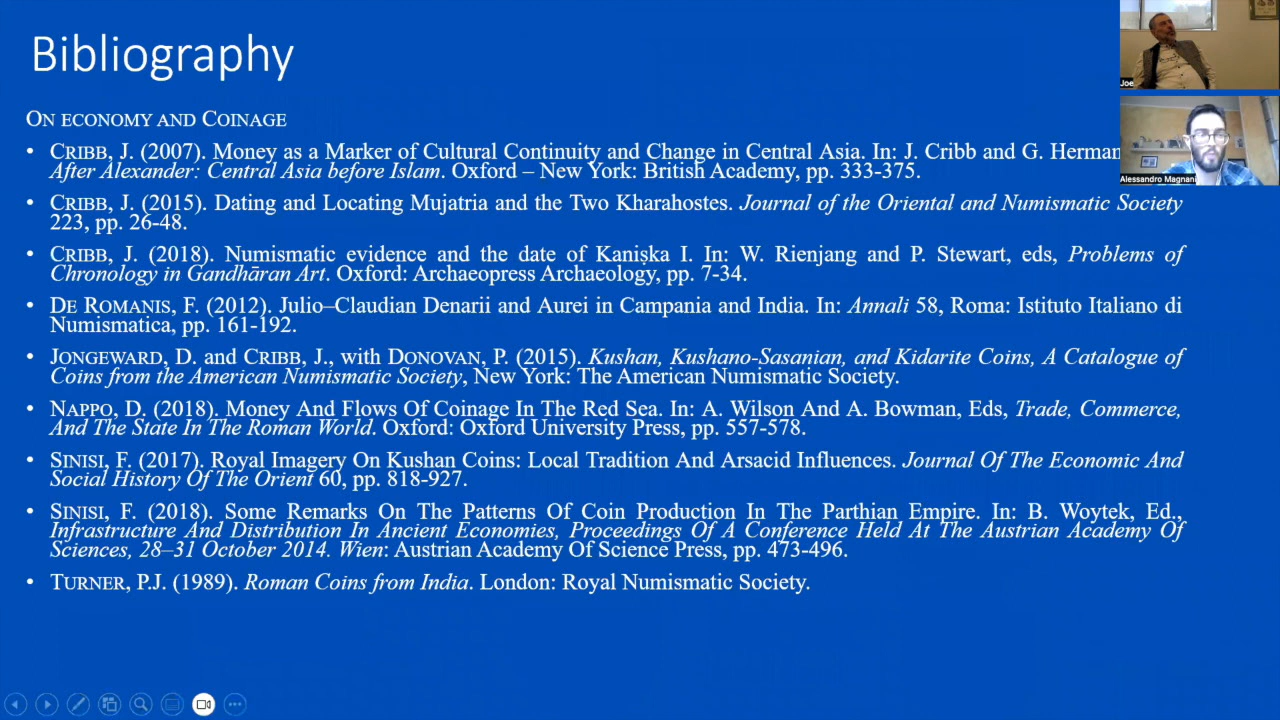 Bibliography
ON ECONOMY AND COINAGE
• CRIBB, J. (2007). Money as a Marker of Cultural Continuity and Change in Central Asia. In: J. Cribb and G. Herman
After Alexander: Central Asia before Islam. Oxford – New York: British Academy, pp. 333-375.
• CRIBB, J. (2015). Dating and Locating Mujatria and the Two Kharahostes. Journal of the Oriental and Numismatic Society
223, pp. 26-48.
• CRIBB, J. (2018). Numismatic evidence and the date of Kaniṣka I. In: W. Rienjang and P. Stewart, eds, Problems of
Chronology in Gandhāran Art. Oxford: Archaeopress Archaeology, pp. 7-34.
• DE ROMANIS, F. (2012). Julio–Claudian Denarii and Aurei in Campania and India. In: Annali 58, Roma: Istituto Italiano di
Numismatica, pp. 161-192.
• JONGEWARD, D. and CRIBB, J., with DONOVAN, P. (2015). Kushan, Kushano-Sasanian, and Kidarite Coins, A Catalogue of
Coins from the American Numismatic Society, New York: The American Numismatic Society.
• NAPPO, D. (2018). Money And Flows Of Coinage In The Red Sea. In: A. Wilson And A. Bowman, Eds, Trade, Commerce,
And The State In The Roman World. Oxford: Oxford University Press, pp. 557-578.
• SINISI, F. (2017). Royal Imagery On Kushan Coins: Local Tradition And Arsacid Influences. Journal Of The Economic And
Social History Of The Orient 60, pp. 818-927.
• SINISI, F. (2018). Some Remarks On The Patterns Of Coin Production In The Parthian Empire. In: B. Woytek, Ed.,
Infrastructure And Distribution In Ancient Economies, Proceedings Of A Conference Held At The Austrian Academy Of
Sciences, 28–31 October 2014. Wien: Austrian Academy Of Science Press, pp. 473-496.
• TURNER, P.J. (1989). Roman Coins from India. London: Royal Numismatic Society.
Joe
Alessandro Magnani